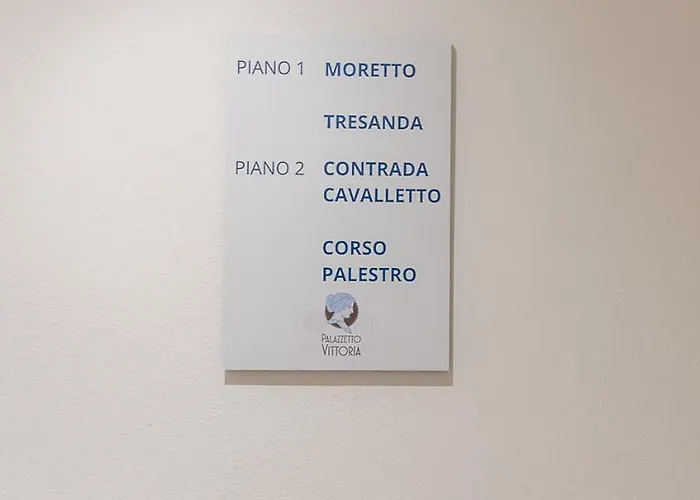 PIANO 1 MORETTO
TRESANDA
PIANO 2 CONTRADA
CAVALLETTO
CORSO
PALESTRO
PALAZZETTO
VITTORIA